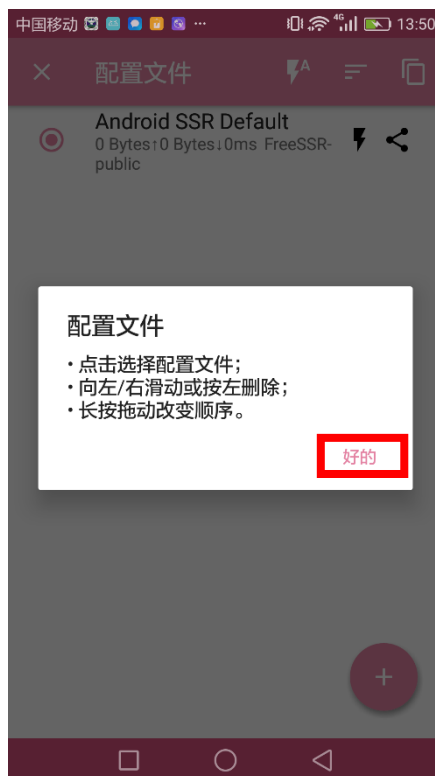 中国移动 ··· 4G 13:50
配置文件 A
Android SSR Default
0 Bytes↑0 Bytes↓0ms FreeSSR-
public
配置文件
·点击选择配置文件；
·向左/右滑动或按左删除；
·长按拖动改变顺序。
好的